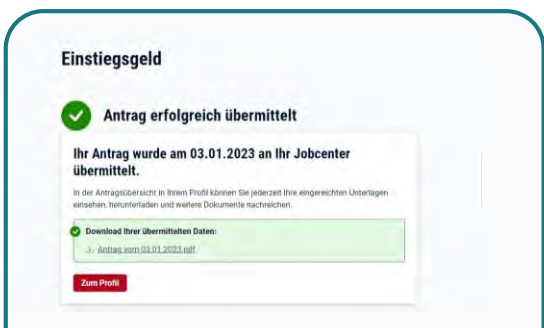 Einstiegsgeld
Antrag erfolgreich übermittelt
Ihr Antrag wurde am 03.01.2023 an Ihr Jobcenter
übermittelt.
In der Antragsübersicht in Ihrem Profil können Sie jederzeit Ihre eingereichten Unterlagen
einsehen, herunterladen und weitere Dokumente nachreichen.
Download Ihrer übermittelten Daten:
Antrag vom 03.01.2023.pdf
Zum Profil